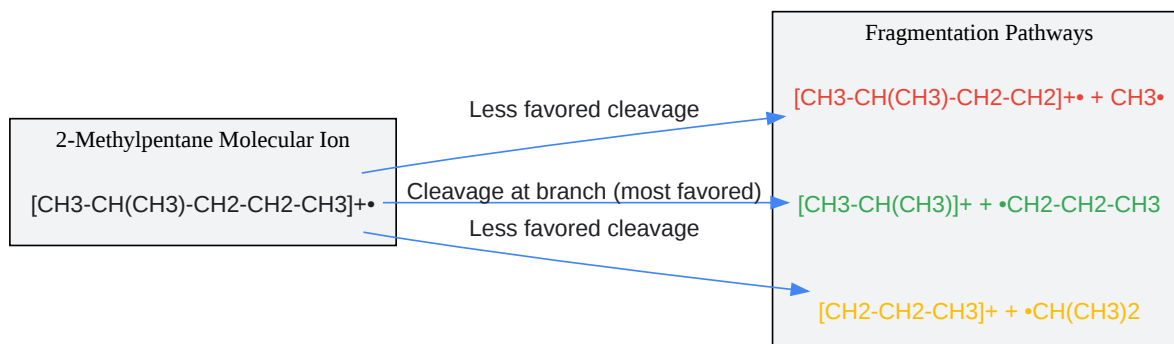 Fragmentation Pathways
[CH3-CH(CH3)-CH2-CH2]+• + CH3•
Less favored cleavage
2-Methylpentane Molecular Ion
[CH3-CH(CH3)-CH2-CH2-CH3]+•
Cleavage at branch (most favored)
[CH3-CH(CH3)]+ + •CH2-CH2-CH3
Less favored cleavage
[CH2-CH2-CH3]+ + •CH(CH3)2